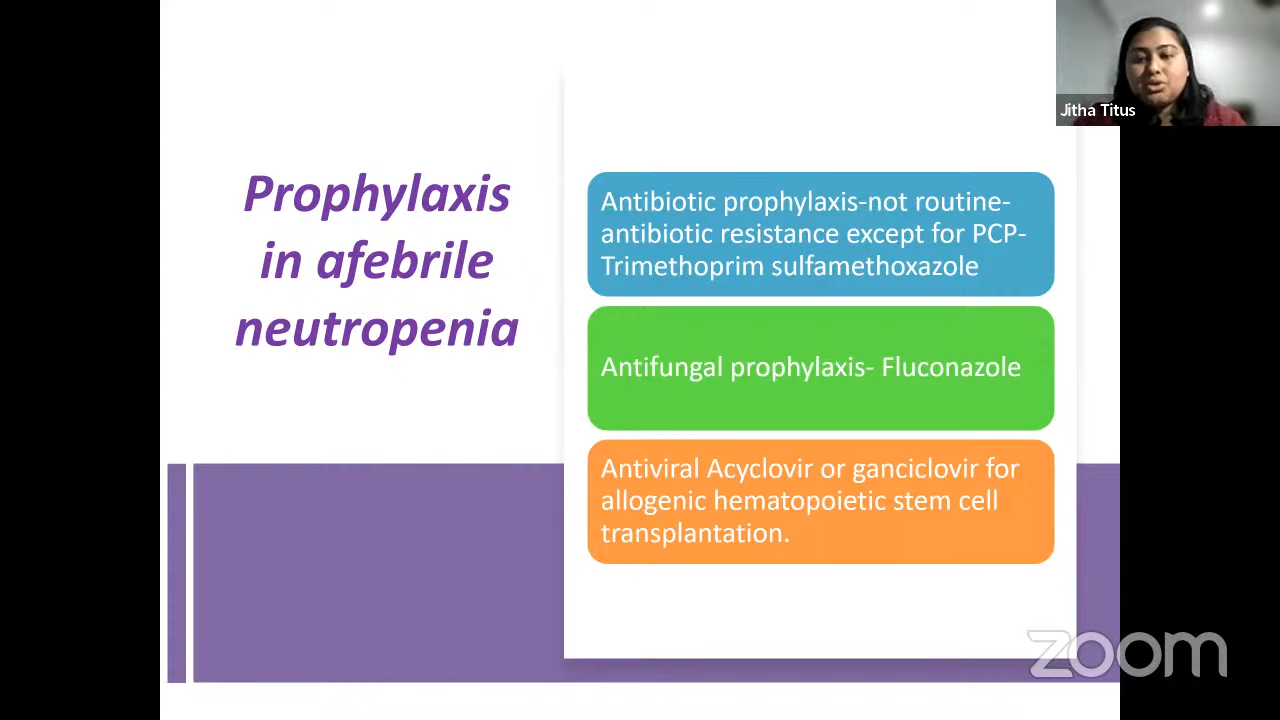 Jitha Titus
Prophylaxis
in afebrile
neutropenia
Antibiotic prophylaxis-not routine-
antibiotic resistance except for PCP-
Trimethoprim sulfamethoxazole
Antifungal prophylaxis- Fluconazole
Antiviral Acyclovir or ganciclovir for
allogenic hematopoietic stem cell
transplantation.
zoom